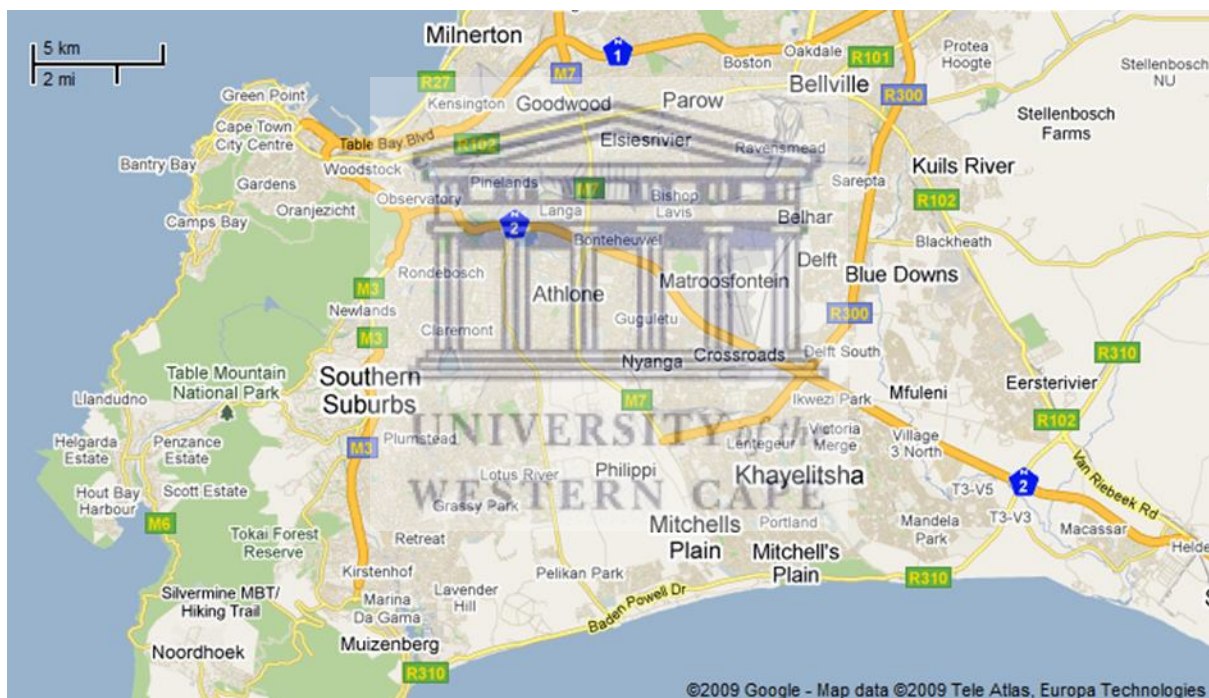 5 km
2 mi
Milnerton
N
1
Oakdale
R101
Protea
Hoogte
Stellenbosch
NU
Boston
M7
R27
Bellville
Green Point
Kensington
Goodwood
Parow
R300
Stellenbosch
Farms
Cape Town
City Centre
Table Bay Blvd
R102
Elsiesrivier
Ravensmead
Bantry Bay
Woodstock
Kuils River
Gardens
Observatory
Pinelands
M7
Bishop
Lavis
Sarepta
R102
Oranjezicht
Langa
Belhar
Camps Bay
N
2
Bonteheuwel
Blackheath
Rondebosch
Delft
Blue Downs
M3
Athlone
Matroosfontein
Newlands
Guguletu
R300
M3
Claremont
Nyanga
Crossroads
Delft South
R310
Table Mountain
National Park
Southern
Suburbs
Mfuleni
Eersterivier
Llandudno
M7
Ikwezi Park
R102
UNIVERSITY of the
Helgarda
Estate
Penzance
Estate
M3
Plumstead
Lentegeur
Victoria
Merge
Village
3 North
Lotus River
Philippi
Khayelitsha
N
2
Van Riebeek Rd
Hout Bay
Harbour
Scott Estate
WESTERN CAPE
T3-V5
Grassy Park
M6
Mitchells
Plain
Portland
Mandela
Park
T3-V3
Macassar
Tokai Forest
Reserve
Retreat
Helde
Kirstenhof
Pelikan Park
Mitchell's
Plain
R310
Silvermine MBT/
Hiking Trail
Marina
Da Gama
Lavender
Hill
Baden Powell Dr
S
Noordhoek
Muizenberg
R310
©2009 Google - Map data ©2009 Tele Atlas, Europa Technologies